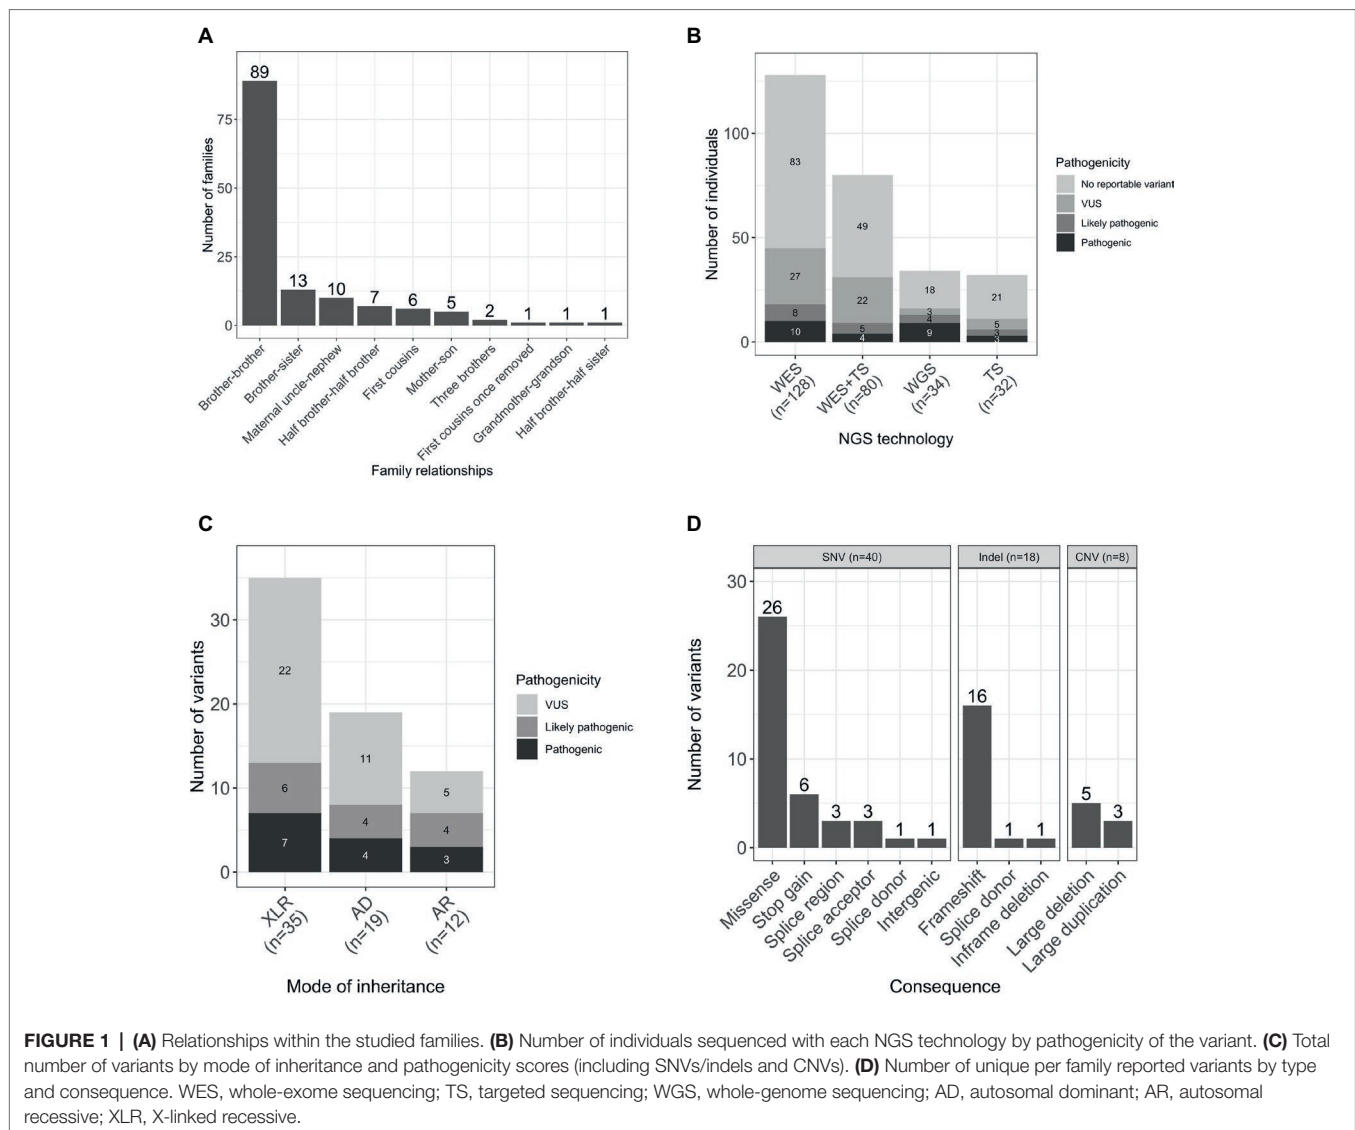 A
Number of families
75
50
25
0
89
13
10
7
6
5
2
1
1
1
Brother-brother
Brother-sister
Maternal uncle-nephew
Half brother-half brother
First cousins
Mother-son
Three brothers
First cousins once removed
Grandmother-grandson
Half brother-half sister
Family relationships
B
Number of individuals
100
50
0
83
27
8
10
49
22
5
4
18
3
4
9
21
5
3
3
WES
(n=128)
WES+TS
(n=80)
WGS
(n=34)
TS
(n=32)
NGS technology
Pathogenicity
No reportable variant
VUS
Likely pathogenic
Pathogenic
C
Number of variants
30
20
10
0
22
6
7
11
4
4
5
4
3
XLR
(n=35)
AD
(n=19)
AR
(n=12)
Mode of inheritance
Pathogenicity
VUS
Likely pathogenic
Pathogenic
D
SNV (n=40)
Indel (n=18)
CNV (n=8)
Number of variants
30
20
10
0
26
6
3
3
1
1
16
1
1
5
3
Missense
Stop gain
Splice region
Splice acceptor
Splice donor
Intergenic
Frameshift
Splice donor
Inframe deletion
Large deletion
Large duplication
Consequence
FIGURE 1 | (A) Relationships within the studied families. (B) Number of individuals sequenced with each NGS technology by pathogenicity of the variant. (C) Total
number of variants by mode of inheritance and pathogenicity scores (including SNVs/indels and CNVs). (D) Number of unique per family reported variants by type
and consequence. WES, whole-exome sequencing; TS, targeted sequencing; WGS, whole-genome sequencing; AD, autosomal dominant; AR, autosomal
recessive; XLR, X-linked recessive.